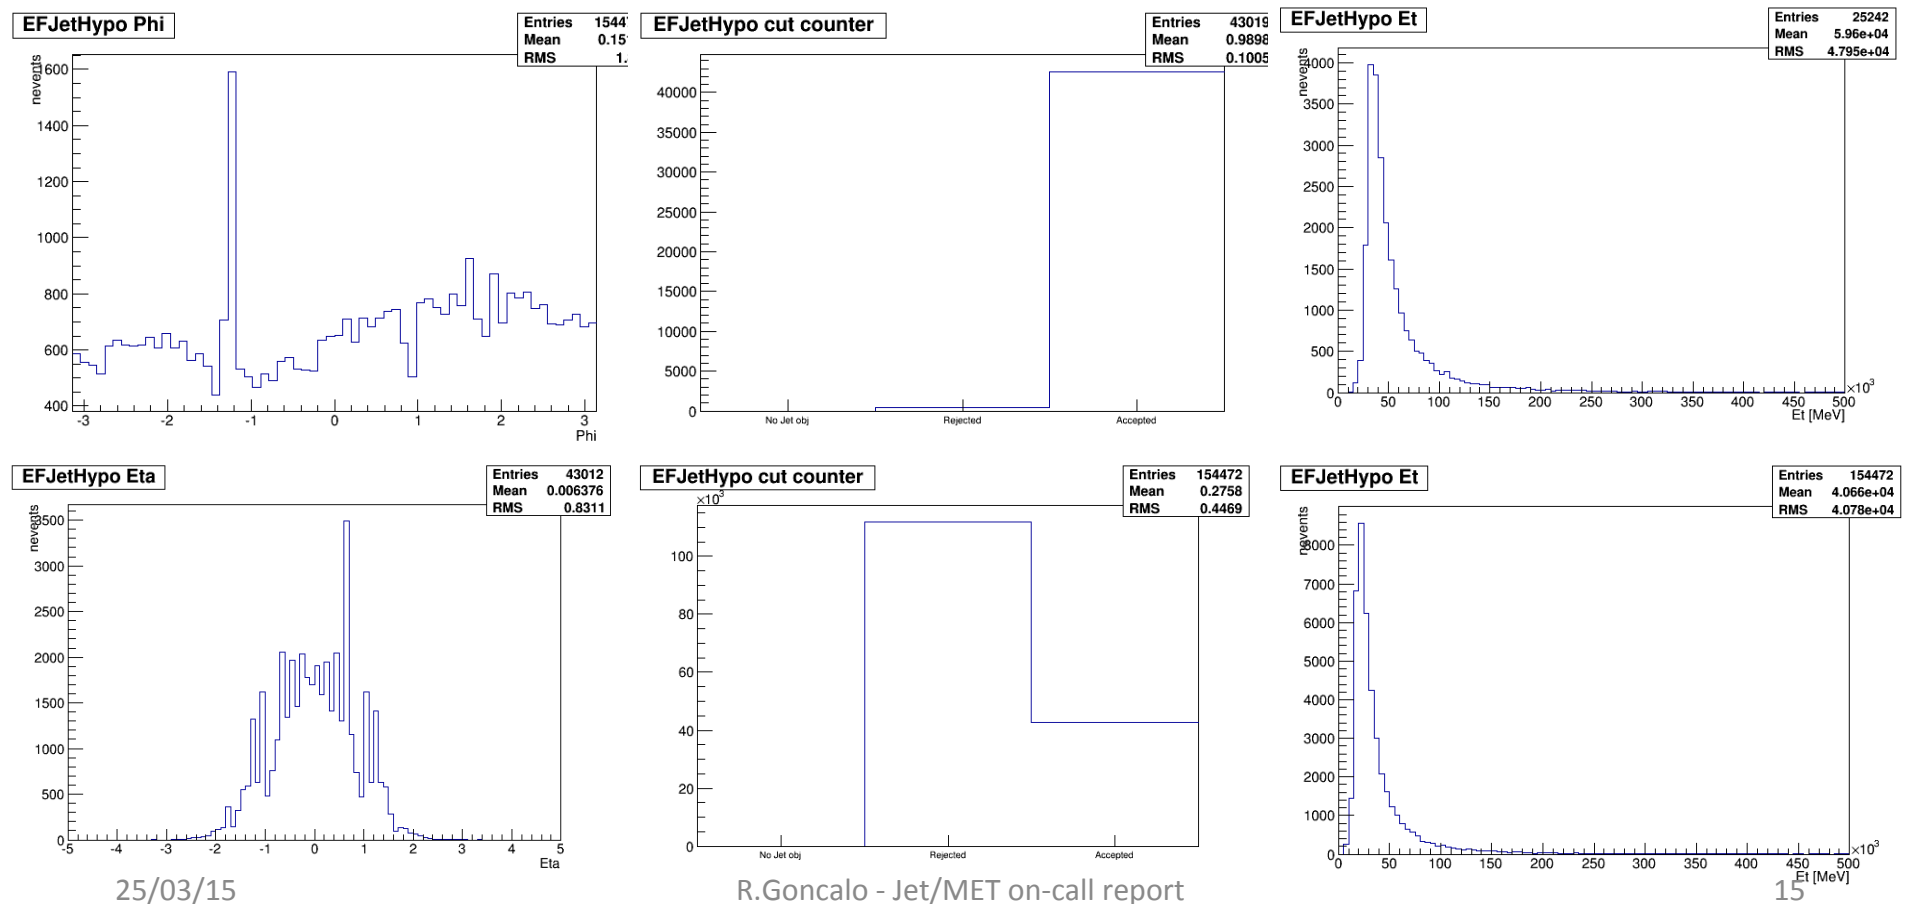 EFJetHypo Phi
Entries 1544
Mean 0.15
RMS 1.
nevents
1600
1400
1200
1000
800
600
400
-3 -2 -1 0 1 2 3
Phi
EFJetHypo cut counter
Entries 43019
Mean 0.9898
RMS 0.1005
40000
35000
30000
25000
20000
15000
10000
5000
0
No Jet obj Rejected Accepted
EFJetHypo Et
Entries 25242
Mean 5.96e+04
RMS 4.795e+04
nevents
4000
3500
3000
2500
2000
1500
1000
500
0
0 50 100 150 200 250 300 350 400 450 500
×10³
Et [MeV]
EFJetHypo Eta
Entries 43012
Mean 0.006376
RMS 0.8311
nevents
3500
3000
2500
2000
1500
1000
500
0
-5 -4 -3 -2 -1 0 1 2 3 4 5
Eta
EFJetHypo cut counter
Entries 154472
Mean 0.2758
RMS 0.4469
×10³
100
80
60
40
20
0
No Jet obj Rejected Accepted
EFJetHypo Et
Entries 154472
Mean 4.066e+04
RMS 4.078e+04
nevents
8000
7000
6000
5000
4000
3000
2000
1000
0
0 50 100 150 200 250 300 350 400 450 500
×10³
Et [MeV]
25/03/15
R.Goncalo - Jet/MET on-call report
15